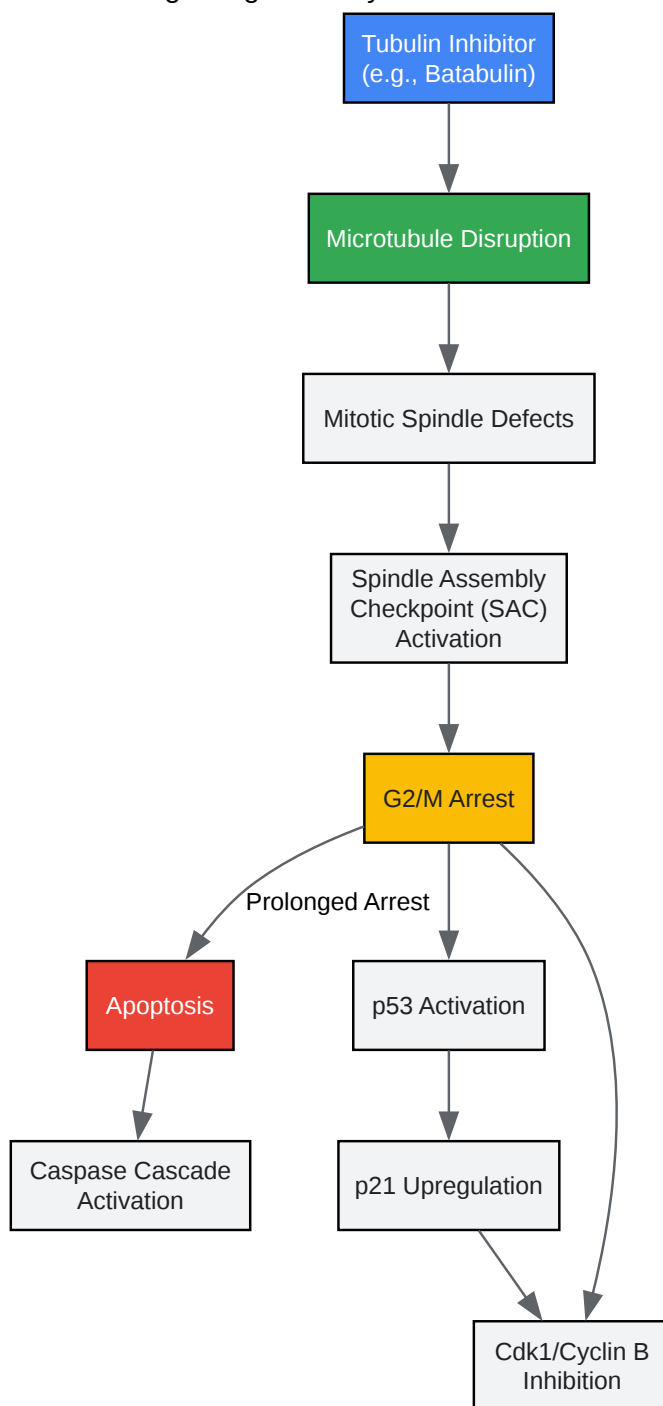 Tubulin Inhibitor
(e.g., Batabulin)
Microtubule Disruption
Mitotic Spindle Defects
Spindle Assembly
Checkpoint (SAC)
Activation
G2/M Arrest
Prolonged Arrest
Apoptosis
p53 Activation
Caspase Cascade
Activation
p21 Upregulation
Cdk1/Cyclin B
Inhibition